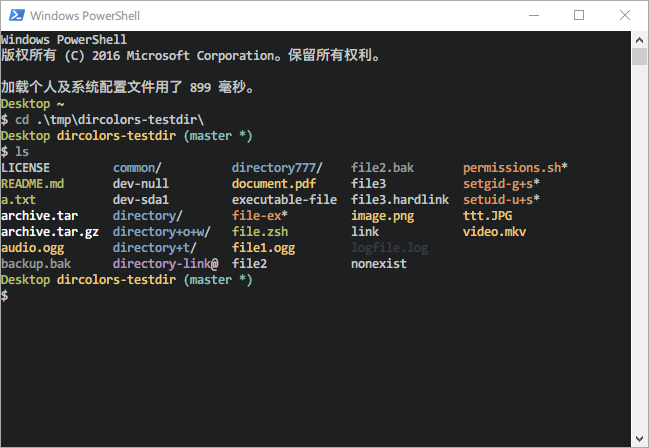 Windows PowerShell
Windows PowerShell
版权所有 (C) 2016 Microsoft Corporation。保留所有权利。
加载个人及系统配置文件用了 899 毫秒。
Desktop ~
$ cd .\tmp\dircolors-testdir\
Desktop dircolors-testdir (master *)
$ ls
LICENSE common/ directory777/ file2.bak permissions.sh*
README.md dev-null document.pdf file3 setgid-g+s*
a.txt dev-sda1 executable-file file3.hardlink setuid-u+s*
archive.tar directory/ file-ex* image.png ttt.JPG
archive.tar.gz directory+o+w/ file.zsh link video.mkv
audio.ogg directory+t/ file1.ogg logfile.log
backup.bak directory-link@ file2 nonexist
Desktop dircolors-testdir (master *)
$